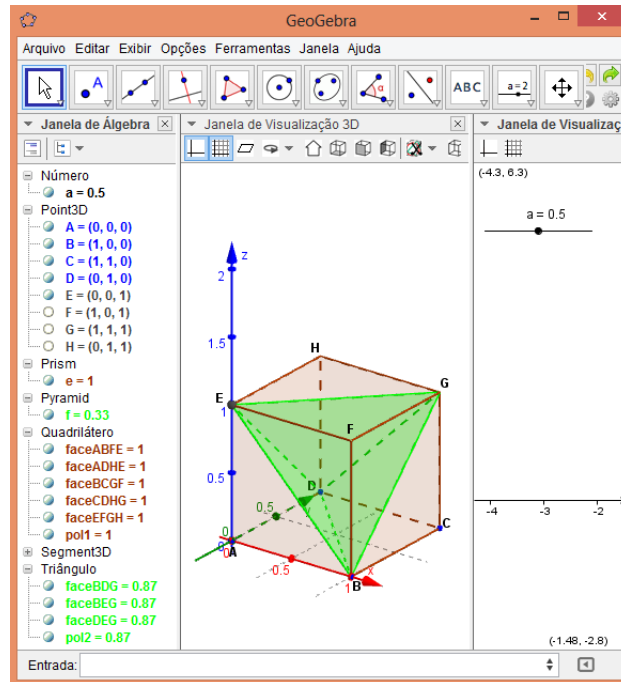 GeoGebra
Arquivo Editar Exibir Opções Ferramentas Janela Ajuda
A
α
ABC
a=2
Janela de Álgebra
Número
a = 0.5
Point3D
A = (0, 0, 0)
B = (1, 0, 0)
C = (1, 1, 0)
D = (0, 1, 0)
E = (0, 0, 1)
F = (1, 0, 1)
G = (1, 1, 1)
H = (0, 1, 1)
Prism
e = 1
Pyramid
f = 0.33
Quadrilátero
faceABFE = 1
faceADHE = 1
faceBCGF = 1
faceCDHG = 1
faceEFGH = 1
pol1 = 1
Segment3D
Triângulo
faceBDG = 0.87
faceBEG = 0.87
faceDEG = 0.87
pol2 = 0.87
Janela de Visualização 3D
z
2
1.5
H
E
G
1
F
0.5
D
0.5
C
0
0
0
A
0.5
x
1
B
Janela de Visualizaç
(-4.3, 6.3)
a = 0.5
-4 -3 -2
(-1.48, -2.8)
Entrada: